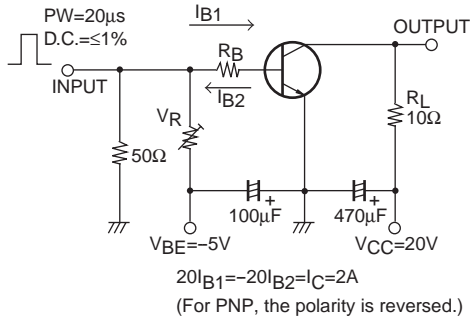 PW=20μs
D.C.=≤1%
INPUT
IB1
RB
IB2
OUTPUT
VR
50Ω
RL
10Ω
+
100μF
+
470μF
VBE=--5V
VCC=20V
20IB1=--20IB2=IC=2A
(For PNP, the polarity is reversed.)